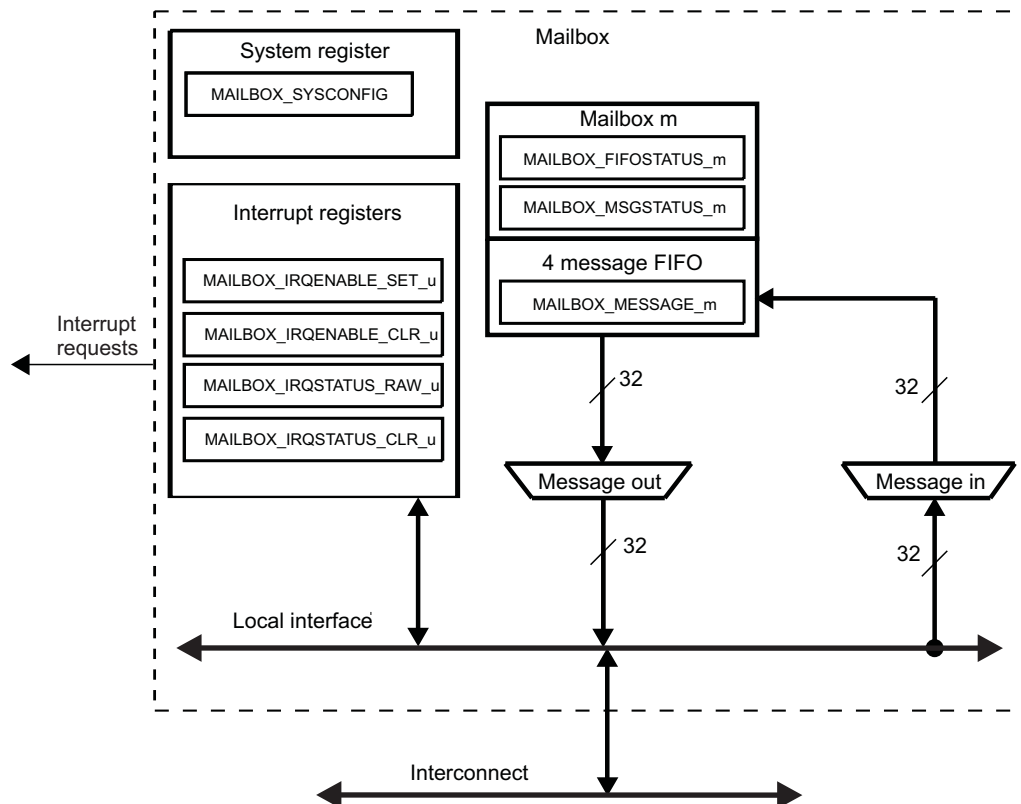 Mailbox
System register
MAILBOX_SYSCONFIG
Interrupt registers
MAILBOX_IRQENABLE_SET_u
MAILBOX_IRQENABLE_CLR_u
MAILBOX_IRQSTATUS_RAW_u
MAILBOX_IRQSTATUS_CLR_u
Interrupt
requests
Mailbox m
MAILBOX_FIFOSTATUS_m
MAILBOX_MSGSTATUS_m
4 message FIFO
MAILBOX_MESSAGE_m
32
32
Message out
Message in
32
32
Local interface
Interconnect